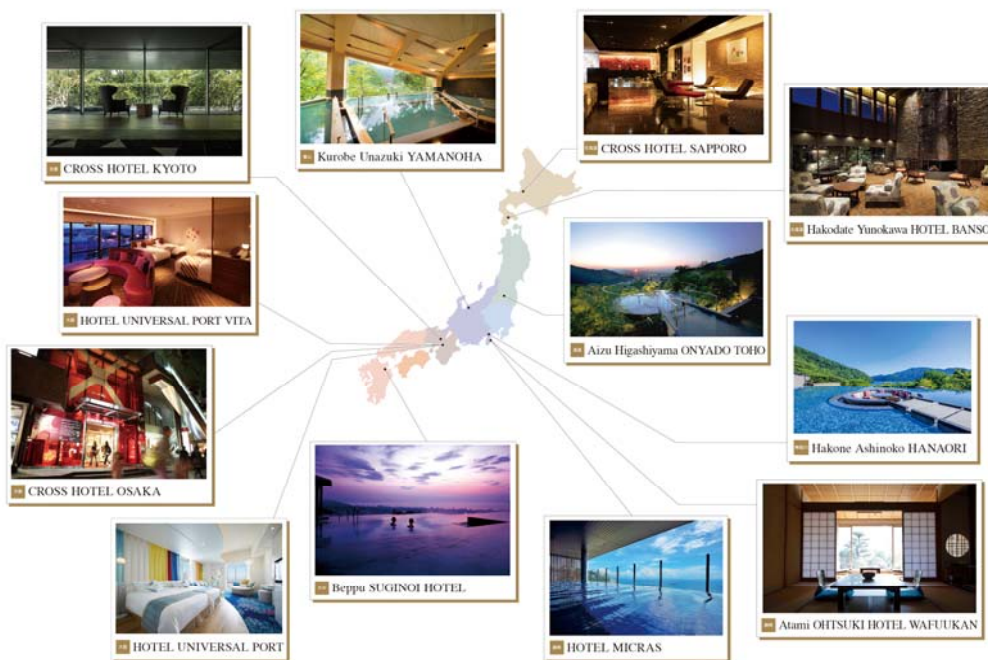 CROSS HOTEL KYOTO
Kurobe Unazuki YAMANOHA
CROSS HOTEL SAPPORO
Hakodate Yunokawa HOTEL BANSO
HOTEL UNIVERSAL PORT VITA
Aizu Higashiyama ONYADO TOHO
CROSS HOTEL OSAKA
Hakone Ashinoko HANAORI
HOTEL UNIVERSAL PORT
Beppu SUGINOI HOTEL
HOTEL MICRAS
Atami OHTSUKI HOTEL WAFUUKAN